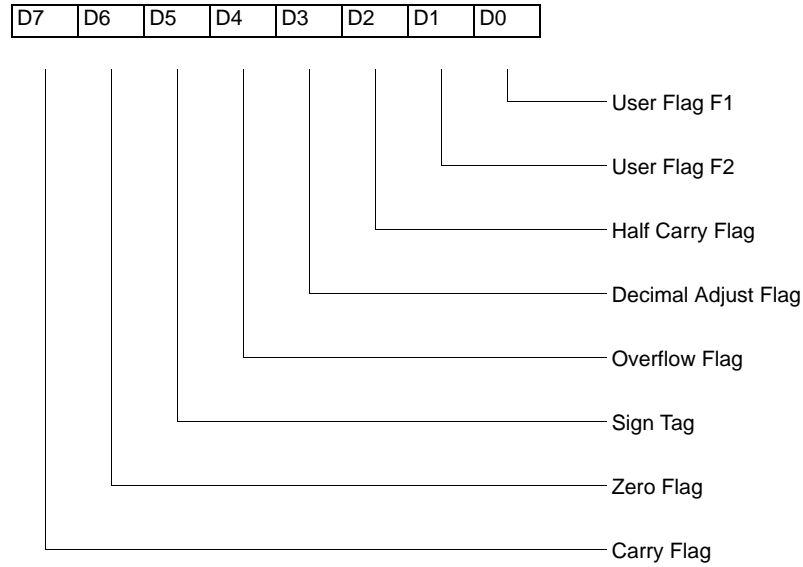 D7 D6 D5 D4 D3 D2 D1 D0
User Flag F1
User Flag F2
Half Carry Flag
Decimal Adjust Flag
Overflow Flag
Sign Tag
Zero Flag
Carry Flag